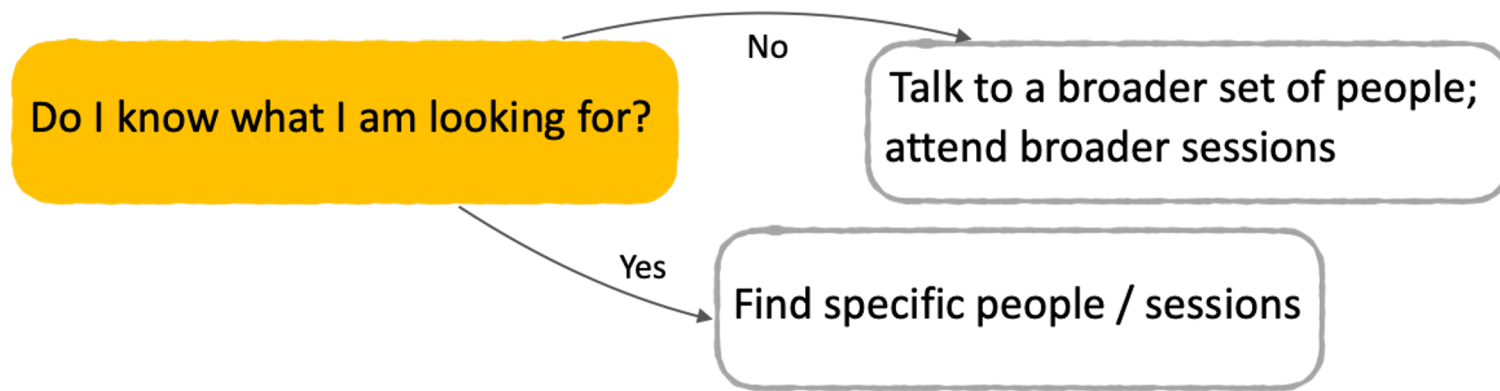 Do I know what I am looking for?
No
Talk to a broader set of people;
attend broader sessions
Yes
Find specific people / sessions